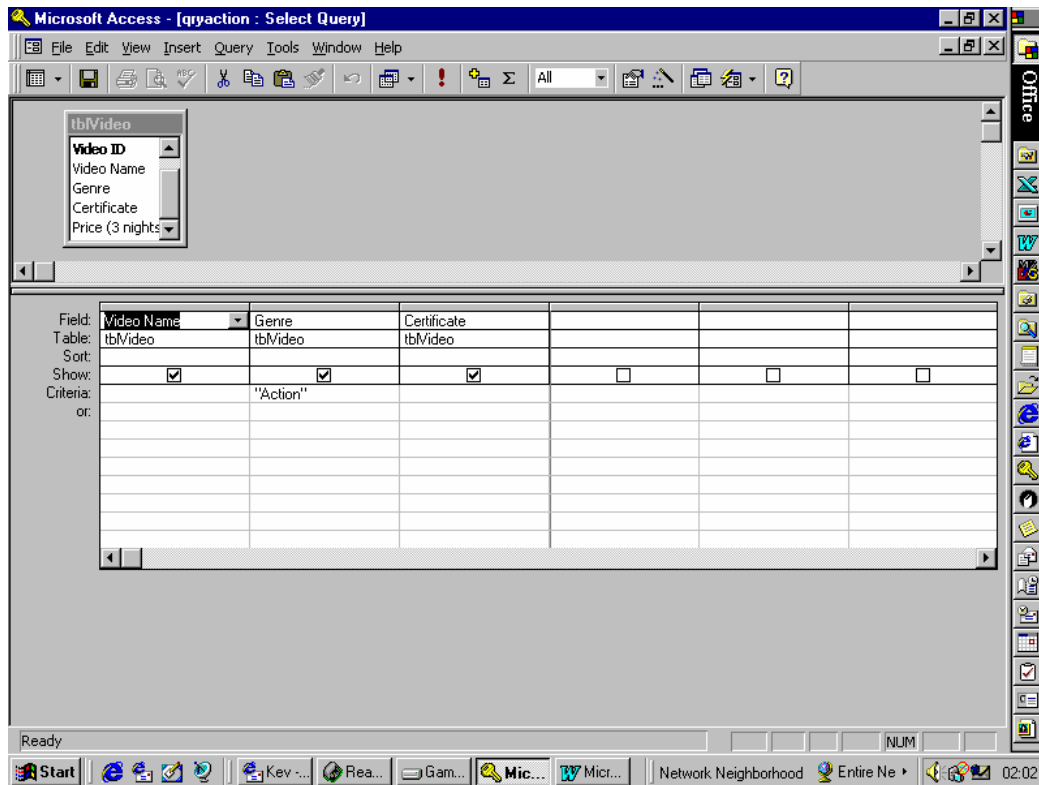 Microsoft Access - [qryaction : Select Query]
File Edit View Insert Query Tools Window Help
All
Office
tblVideo
Video ID
Video Name
Genre
Certificate
Price (3 nights
Field: Video Name Genre Certificate
Table: tblVideo tblVideo tblVideo
Sort:
Show:
Criteria: "Action"
or:
Ready NUM
Start Kev -... Rea... Gam... Mic... Micr... Network Neighborhood Entire Ne 02:02